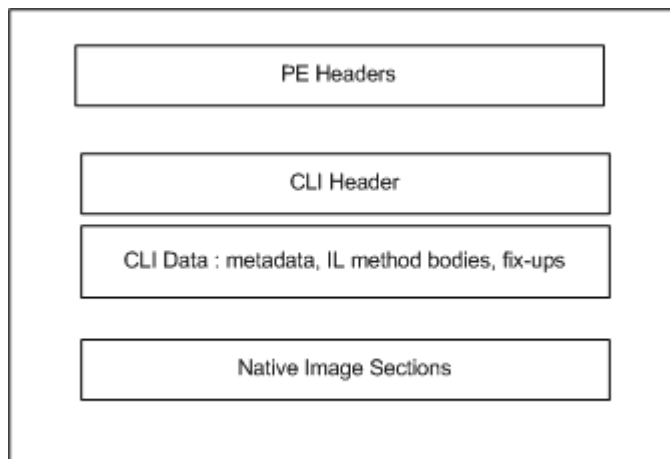 PE Headers
CLI Header
CLI Data : metadata, IL method bodies, fix-ups
Native Image Sections